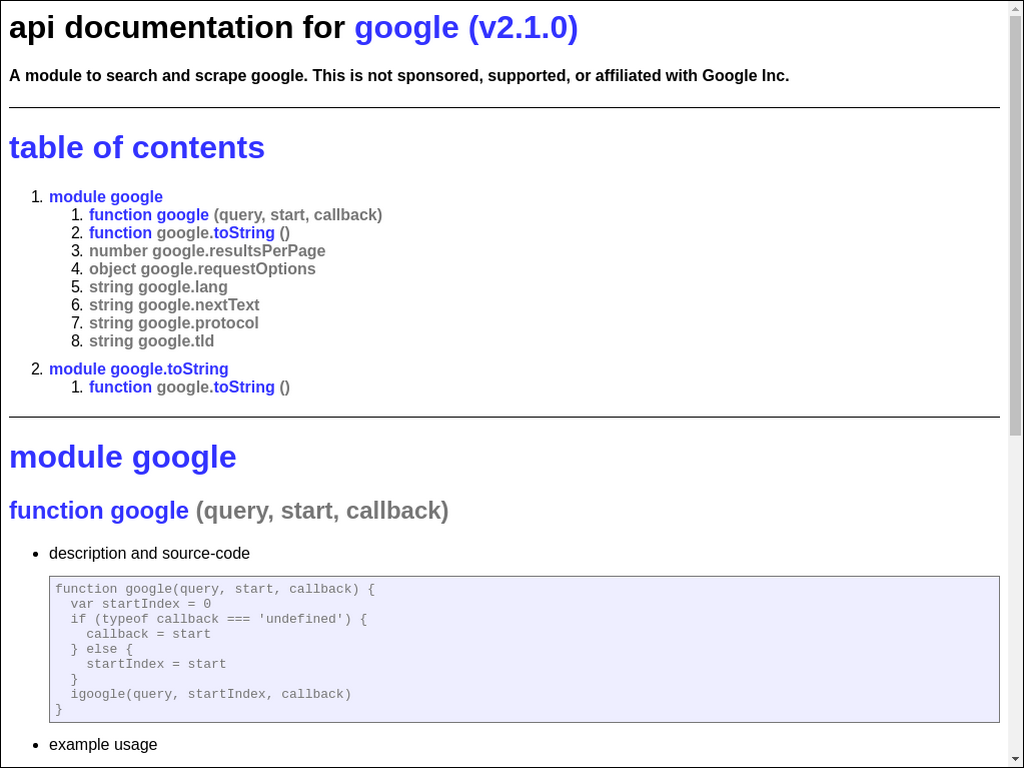 api documentation for google (v2.1.0)
A module to search and scrape google. This is not sponsored, supported, or affiliated with Google Inc.
table of contents
1. module google
1. function google (query, start, callback)
2. function google.toString ()
3. number google.resultsPerPage
4. object google.requestOptions
5. string google.lang
6. string google.nextText
7. string google.protocol
8. string google.tld
2. module google.toString
1. function google.toString ()
module google
function google (query, start, callback)
• description and source-code
function google(query, start, callback) {
  var startIndex = 0
  if (typeof callback === 'undefined') {
    callback = start
  } else {
    startIndex = start
  }
  igoogle(query, startIndex, callback)
}
• example usage